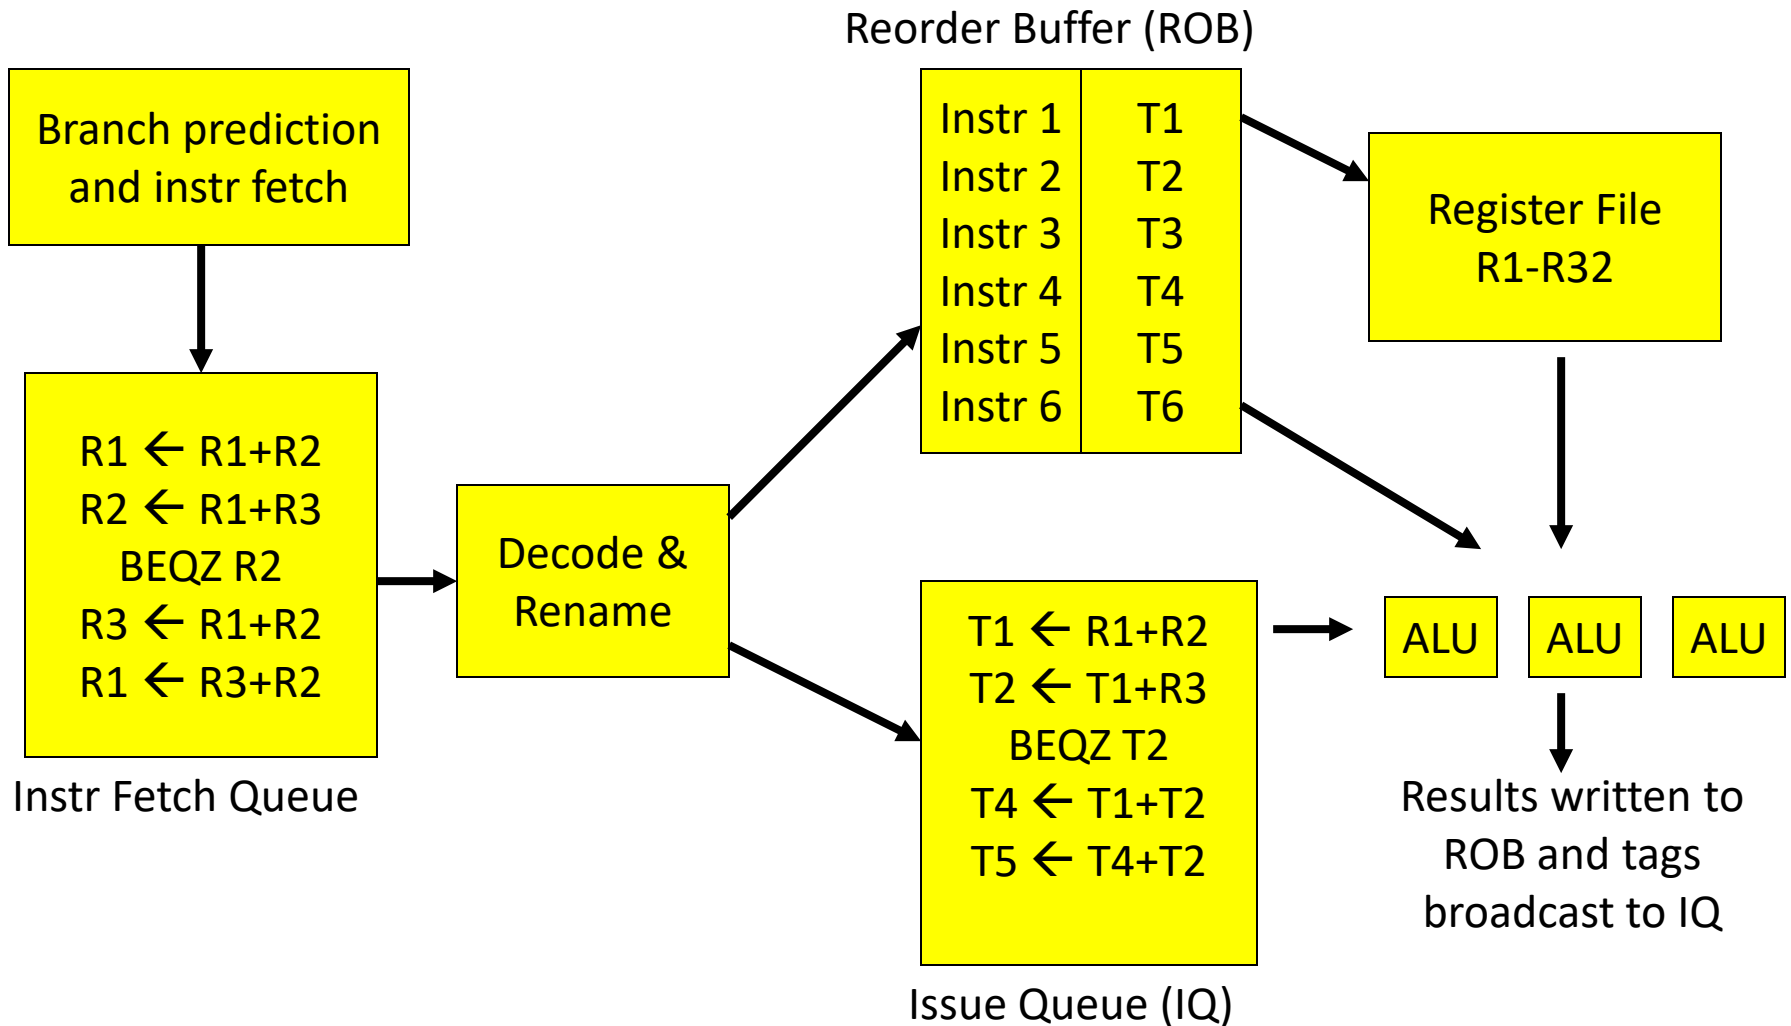 Reorder Buffer (ROB)
Branch prediction
and instr fetch
Instr 1 T1
Instr 2 T2
Instr 3 T3
Instr 4 T4
Instr 5 T5
Instr 6 T6
Register File
R1-R32
R1 ← R1+R2
R2 ← R1+R3
BEQZ R2
R3 ← R1+R2
R1 ← R3+R2
Instr Fetch Queue
Decode &
Rename
T1 ← R1+R2
T2 ← T1+R3
BEQZ T2
T4 ← T1+T2
T5 ← T4+T2
Issue Queue (IQ)
ALU ALU ALU
Results written to
ROB and tags
broadcast to IQ